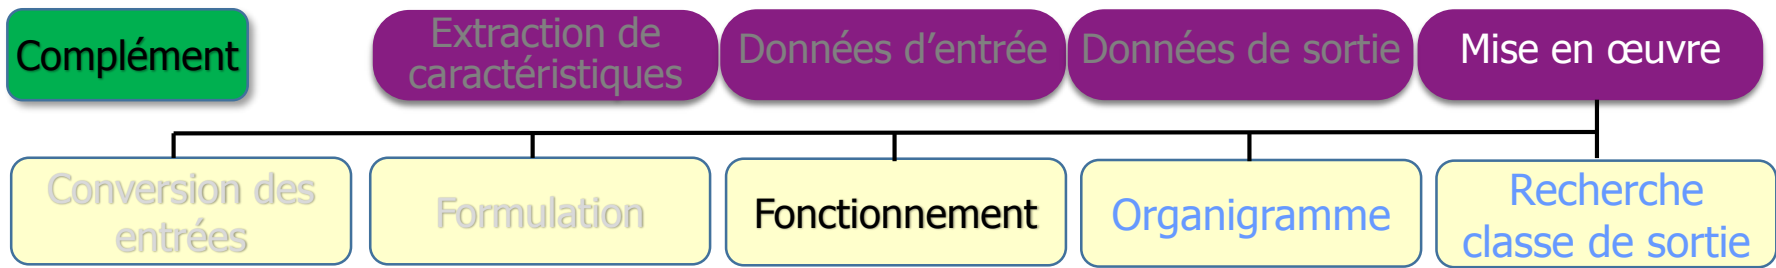 Complément
Extraction de
caractéristiques
Données d’entrée
Données de sortie
Mise en œuvre
Conversion des
entrées
Formulation
Fonctionnement
Organigramme
Recherche
classe de sortie